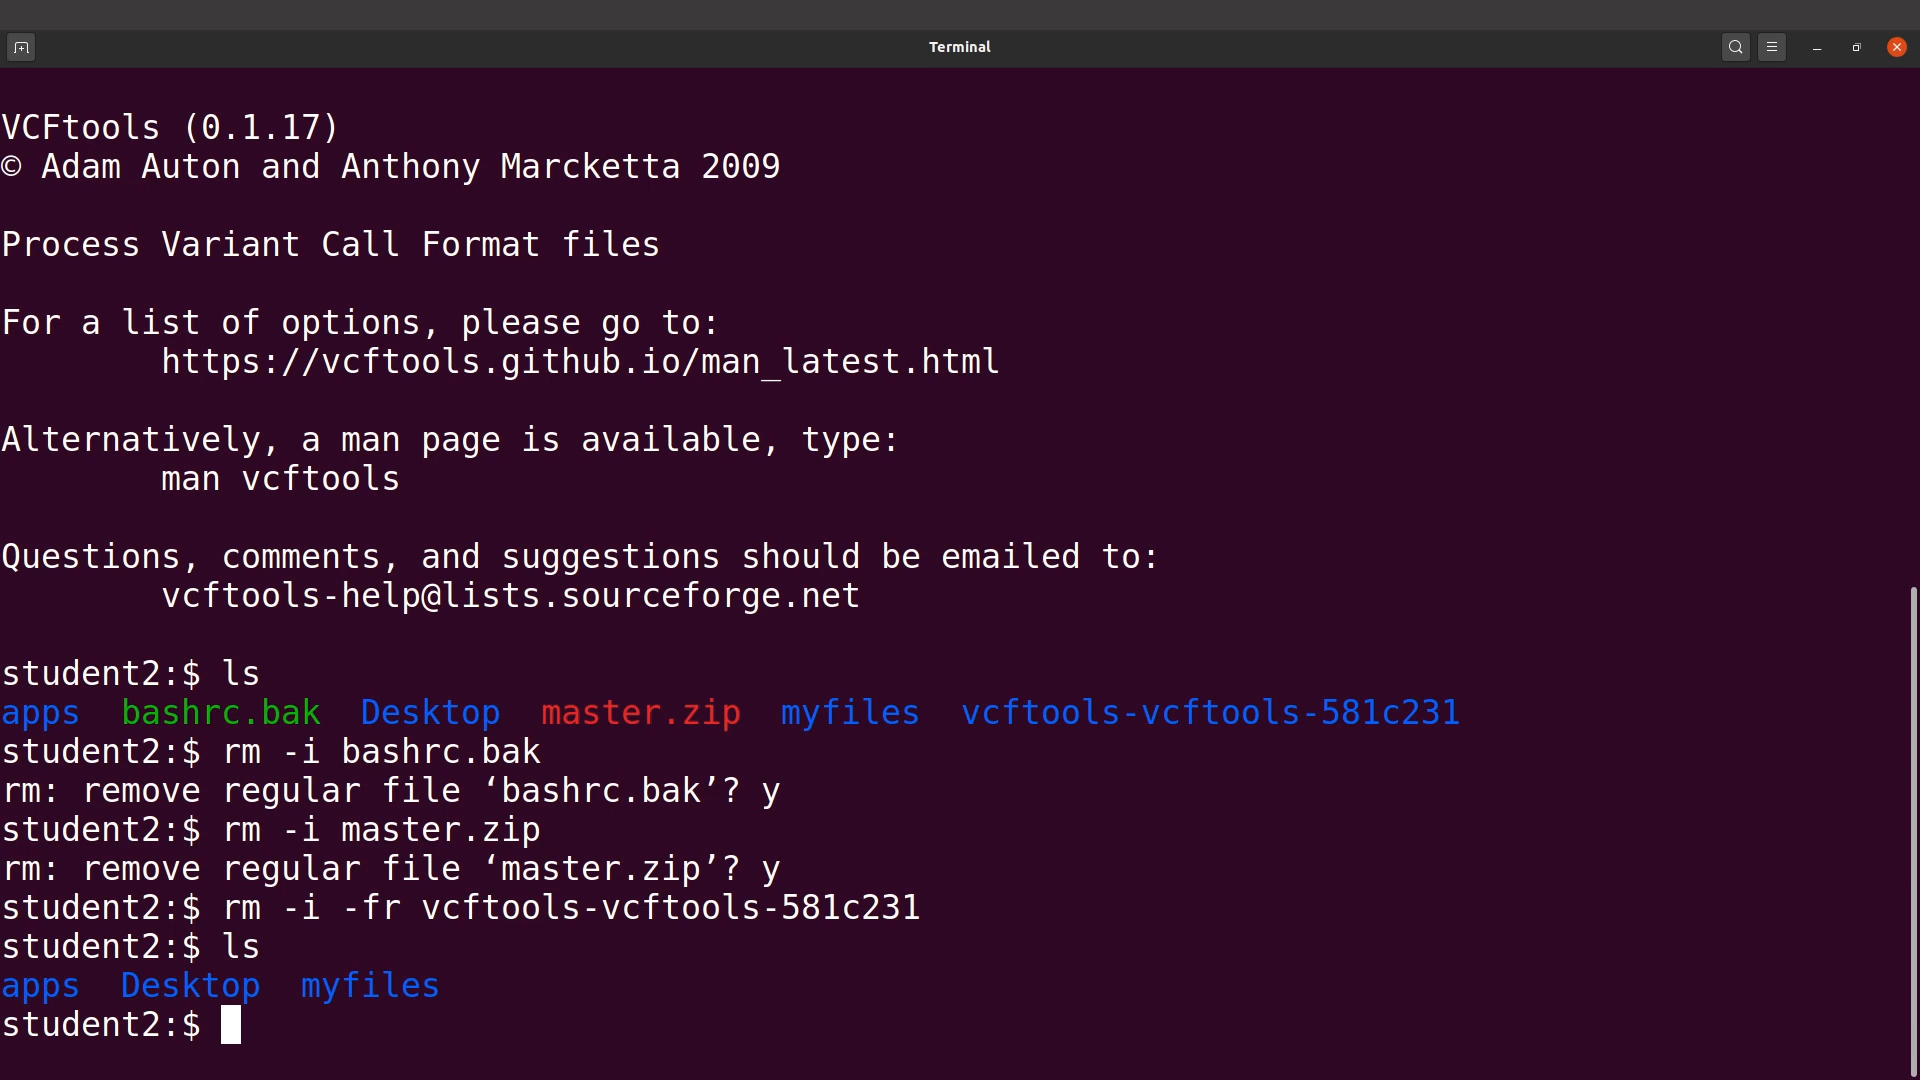 Terminal
VCFtools (0.1.17)
© Adam Auton and Anthony Marcketta 2009
Process Variant Call Format files
For a list of options, please go to:
https://vcftools.github.io/man_latest.html
Alternatively, a man page is available, type:
man vcftools
Questions, comments, and suggestions should be emailed to:
vcftools-help@lists.sourceforge.net
student2:$ ls
apps  bashrc.bak  Desktop  master.zip  myfiles  vcftools-vcftools-581c231
student2:$ rm -i bashrc.bak
rm: remove regular file ‘bashrc.bak’? y
student2:$ rm -i master.zip
rm: remove regular file ‘master.zip’? y
student2:$ rm -i -fr vcftools-vcftools-581c231
student2:$ ls
apps  Desktop  myfiles
student2:$